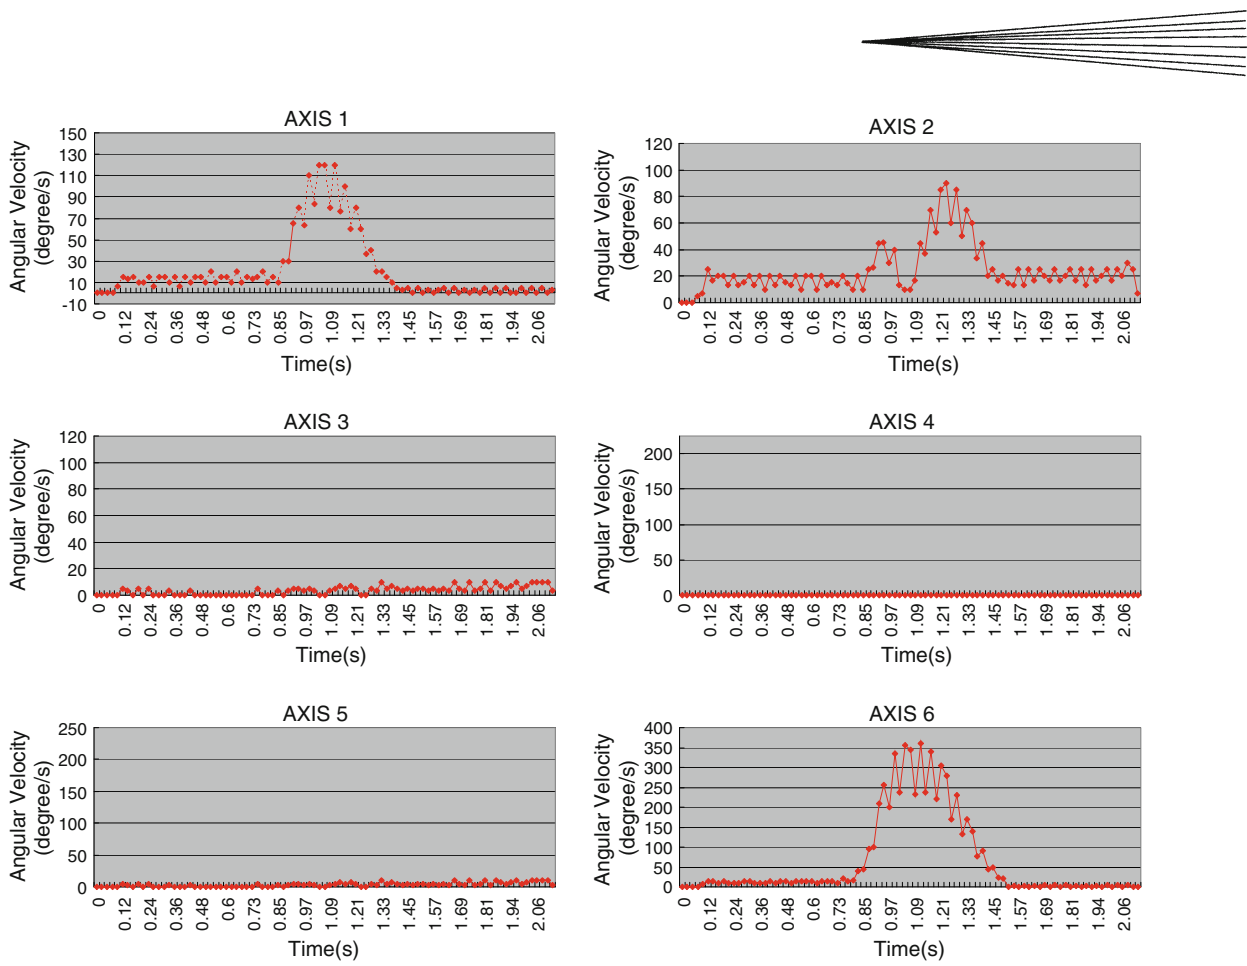 AXIS 1
Angular Velocity
(degree/s)
150
130
110
90
70
50
30
10
-10
0 0.12 0.24 0.36 0.48 0.6 0.73 0.85 0.97 1.09 1.21 1.33 1.45 1.57 1.69 1.81 1.94 2.06
Time(s)
AXIS 2
Angular Velocity
(degree/s)
120
100
80
60
40
20
0
0 0.12 0.24 0.36 0.48 0.6 0.73 0.85 0.97 1.09 1.21 1.33 1.45 1.57 1.69 1.81 1.94 2.06
Time(s)
AXIS 3
Angular Velocity
(degree/s)
120
100
80
60
40
20
0
0 0.12 0.24 0.36 0.48 0.6 0.73 0.85 0.97 1.09 1.21 1.33 1.45 1.57 1.69 1.81 1.94 2.06
Time(s)
AXIS 4
Angular Velocity
(degree/s)
200
150
100
50
0
0 0.12 0.24 0.36 0.48 0.6 0.73 0.85 0.97 1.09 1.21 1.33 1.45 1.57 1.69 1.81 1.94 2.06
Time(s)
AXIS 5
Angular Velocity
(degree/s)
250
200
150
100
50
0
0 0.12 0.24 0.36 0.48 0.6 0.73 0.85 0.97 1.09 1.21 1.33 1.45 1.57 1.69 1.81 1.94 2.06
Time(s)
AXIS 6
Angular Velocity
(degree/s)
400
350
300
250
200
150
100
50
0
0 0.12 0.24 0.36 0.48 0.6 0.73 0.85 0.97 1.09 1.21 1.33 1.45 1.57 1.69 1.81 1.94 2.06
Time(s)